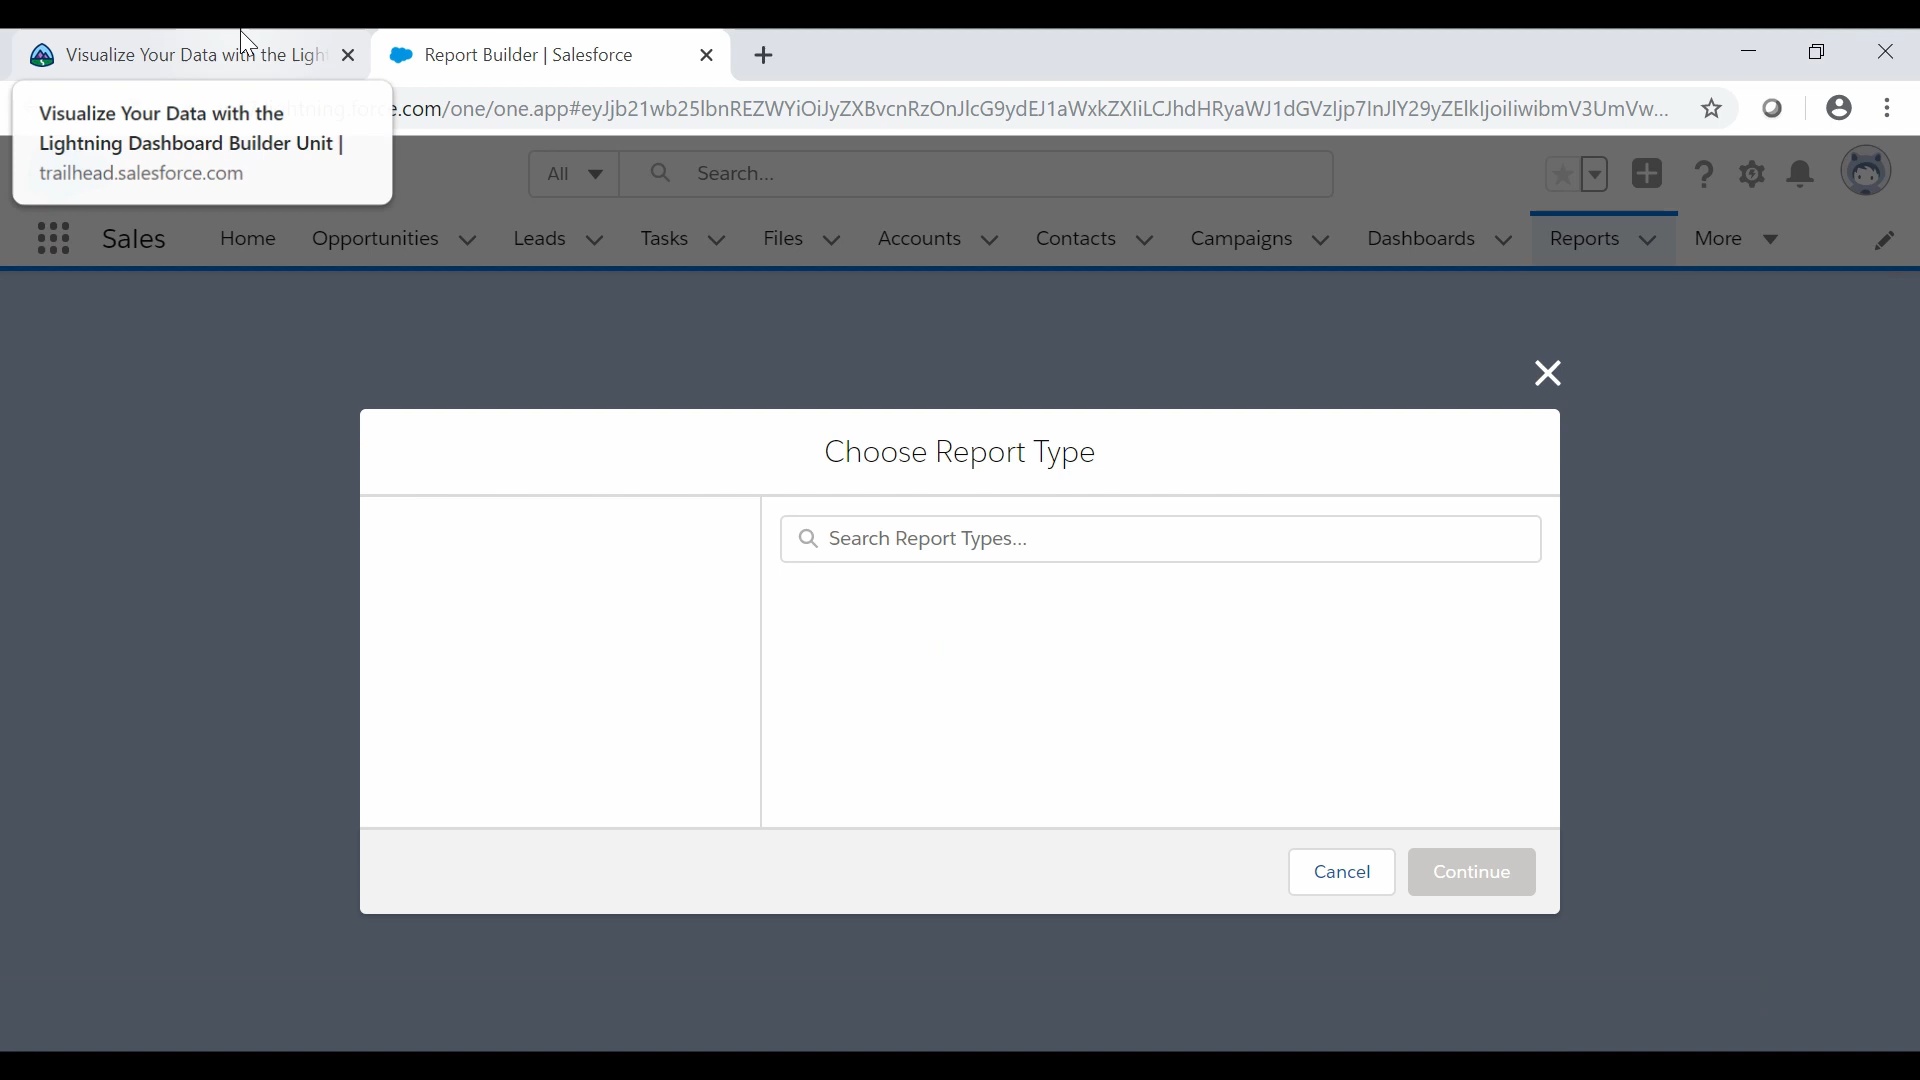 Visualize Your Data with the Ligh
Report Builder | Salesforce
Visualize Your Data with the
Lightning Dashboard Builder Unit |
trailhead.salesforce.com
.com/one/one.app#eyJjb21wb25lbnREZWYiOiJyZXBvcnRzOnJlcG9ydEJ1aWxkZXIiLCJhdHRyaWJ1dGVzIjp7InJlY29yZElkIjoiIiwibmV3UmVw...
All
Search...
Sales
Home
Opportunities
Leads
Tasks
Files
Accounts
Contacts
Campaigns
Dashboards
Reports
More
Choose Report Type
Search Report Types...
Cancel
Continue